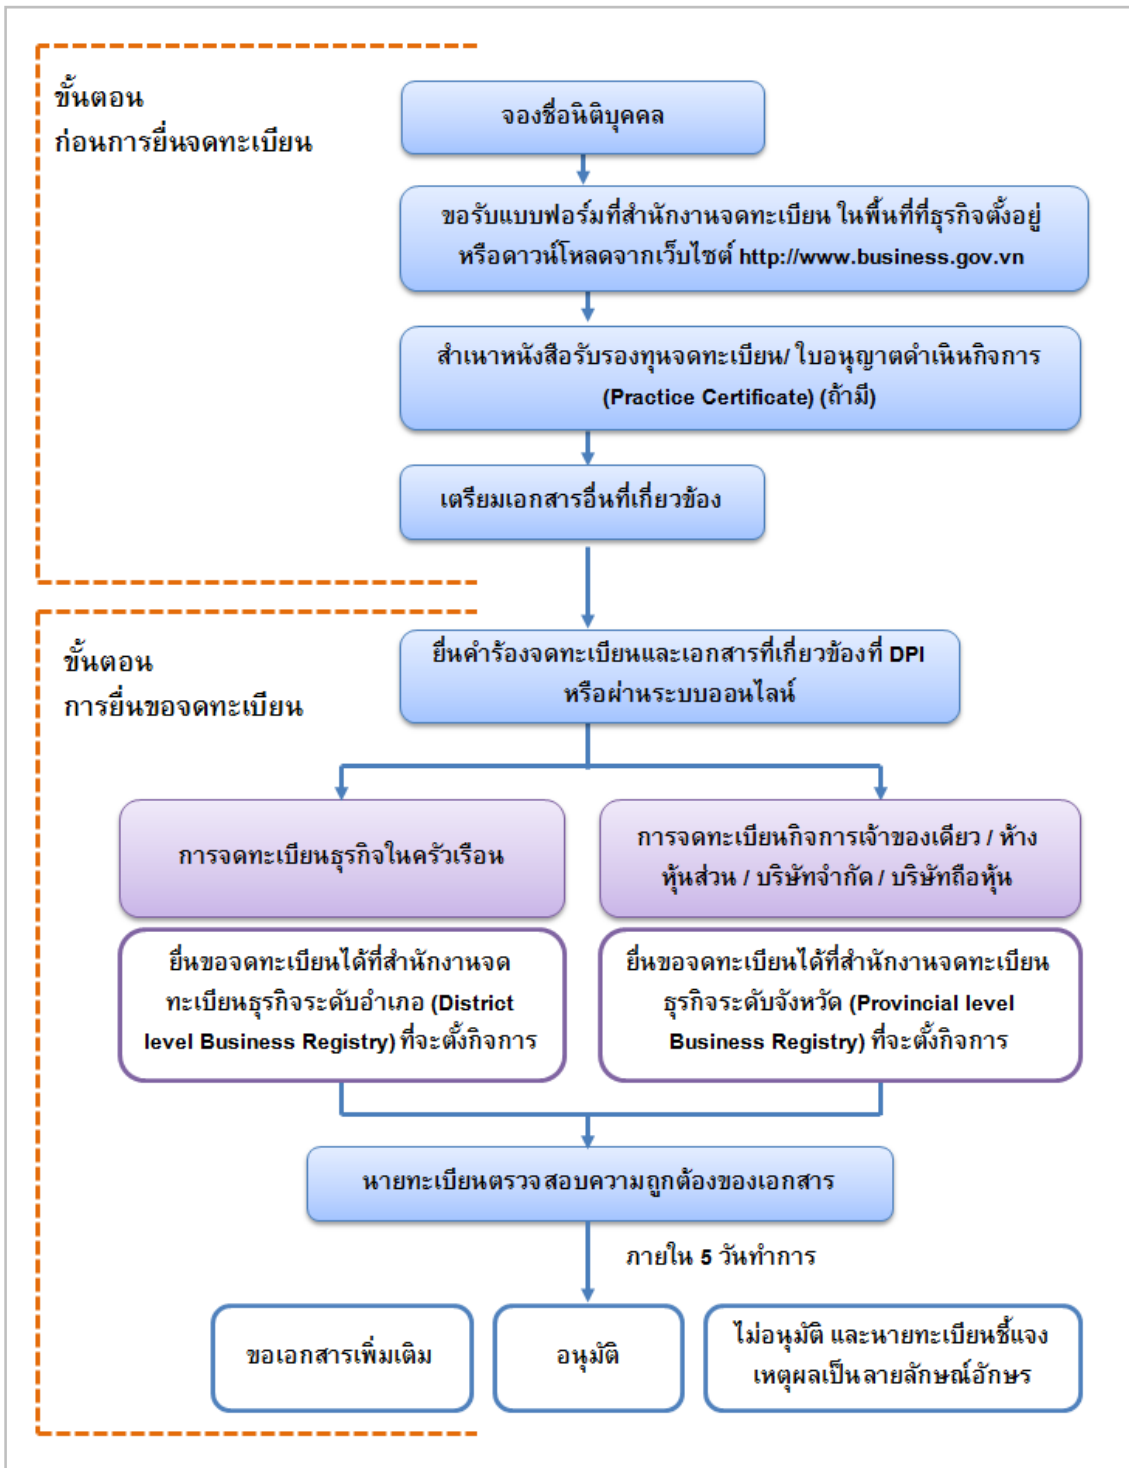 ขั้นตอน
ก่อนการยื่นจดทะเบียน
จองชื่อนิติบุคคล
ขอรับแบบฟอร์มที่สำนักงานจดทะเบียน ในพื้นที่ที่ธุรกิจตั้งอยู่
หรือดาวน์โหลดจากเว็บไซต์ http://www.business.gov.vn
สำเนาหนังสือรับรองทุนจดทะเบียน/ ใบอนุญาตดำเนินกิจการ
(Practice Certificate) (ถ้ามี)
เตรียมเอกสารอื่นที่เกี่ยวข้อง
ขั้นตอน
การยื่นขอจดทะเบียน
ยื่นคำร้องจดทะเบียนและเอกสารที่เกี่ยวข้องที่ DPI
หรือผ่านระบบออนไลน์
การจดทะเบียนธุรกิจในครัวเรือน
การจดทะเบียนกิจการเจ้าของเดียว / ห้าง
หุ้นส่วน / บริษัทจำกัด / บริษัทถือหุ้น
ยื่นขอจดทะเบียนได้ที่สำนักงานจด
ทะเบียนธุรกิจระดับอำเภอ (District
level Business Registry) ที่จะตั้งกิจการ
ยื่นขอจดทะเบียนได้ที่สำนักงานจดทะเบียน
ธุรกิจระดับจังหวัด (Provincial level
Business Registry) ที่จะตั้งกิจการ
นายทะเบียนตรวจสอบความถูกต้องของเอกสาร
ภายใน 5 วันทำการ
ขอเอกสารเพิ่มเติม
อนุมัติ
ไม่อนุมัติ และนายทะเบียนชี้แจง
เหตุผลเป็นลายลักษณ์อักษร